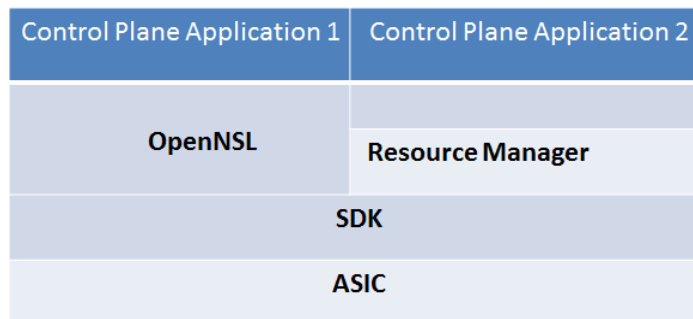 Control Plane Application 1
Control Plane Application 2
OpenNSL
Resource Manager
SDK
ASIC